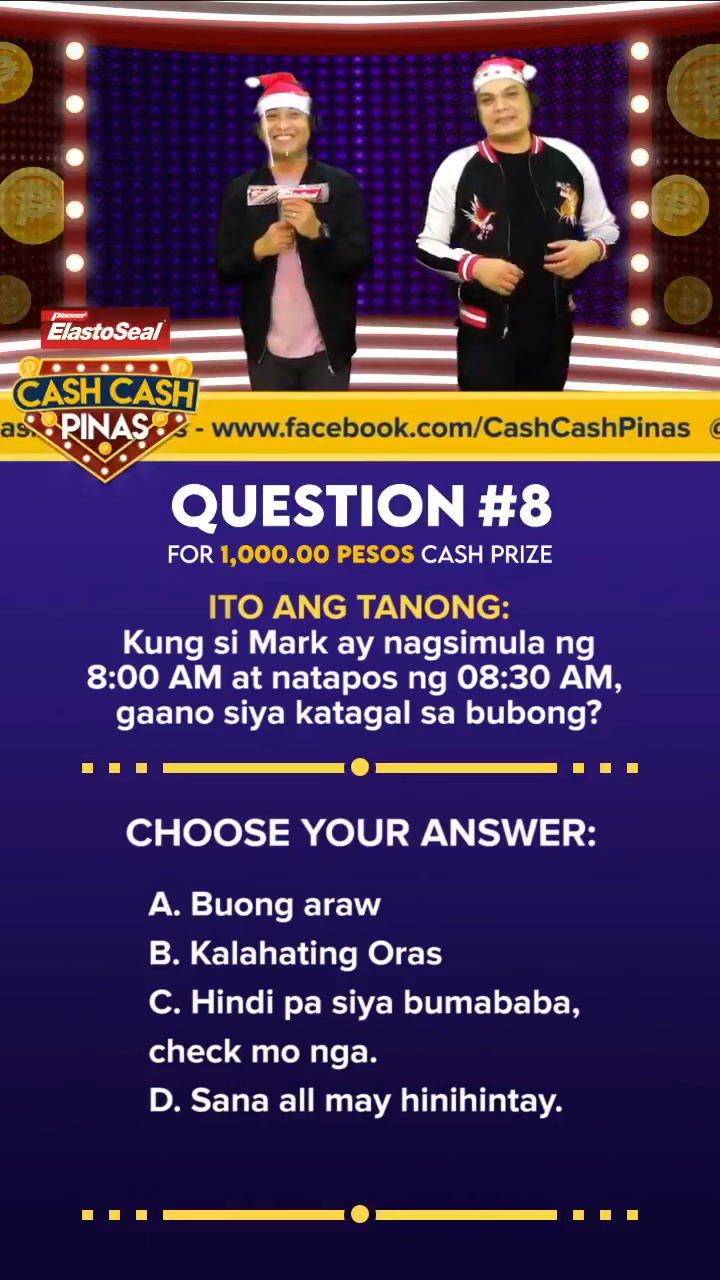 Pioneer
ElastoSeal
CASH CASH
PINAS
- www.facebook.com/CashCashPinas
QUESTION #8
FOR 1,000.00 PESOS CASH PRIZE
ITO ANG TANONG:
Kung si Mark ay nagsimula ng
8:00 AM at natapos ng 08:30 AM,
gaano siya katagal sa bubong?
CHOOSE YOUR ANSWER:
A. Buong araw
B. Kalahating Oras
C. Hindi pa siya bumababa,
check mo nga.
D. Sana all may hinihintay.